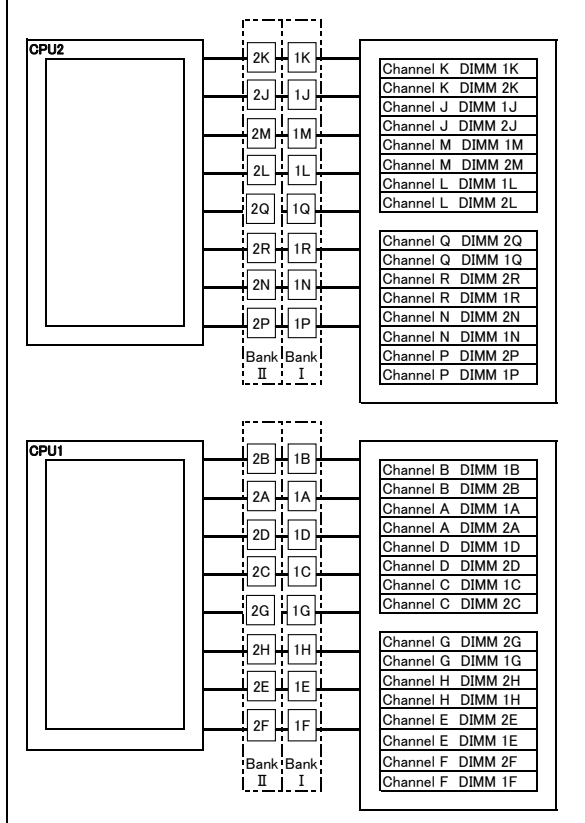 CPU2
2K 1K
2J 1J
2M 1M
2L 1L
2Q 1Q
2R 1R
2N 1N
2P 1P
Bank Bank
II I
Channel K DIMM 1K
Channel K DIMM 2K
Channel J DIMM 1J
Channel J DIMM 2J
Channel M DIMM 1M
Channel M DIMM 2M
Channel L DIMM 1L
Channel L DIMM 2L
Channel Q DIMM 2Q
Channel Q DIMM 1Q
Channel R DIMM 2R
Channel R DIMM 1R
Channel N DIMM 2N
Channel N DIMM 1N
Channel P DIMM 2P
Channel P DIMM 1P
CPU1
2B 1B
2A 1A
2D 1D
2C 1C
2G 1G
2H 1H
2E 1E
2F 1F
Bank Bank
II I
Channel B DIMM 1B
Channel B DIMM 2B
Channel A DIMM 1A
Channel A DIMM 2A
Channel D DIMM 1D
Channel D DIMM 2D
Channel C DIMM 1C
Channel C DIMM 2C
Channel G DIMM 2G
Channel G DIMM 1G
Channel H DIMM 2H
Channel H DIMM 1H
Channel E DIMM 2E
Channel E DIMM 1E
Channel F DIMM 2F
Channel F DIMM 1F